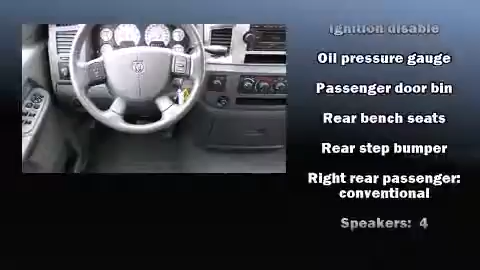 Ignition disable
Oil pressure gauge
Passenger door bin
Rear bench seats
Rear step bumper
Right rear passenger:
conventional
Speakers: 4